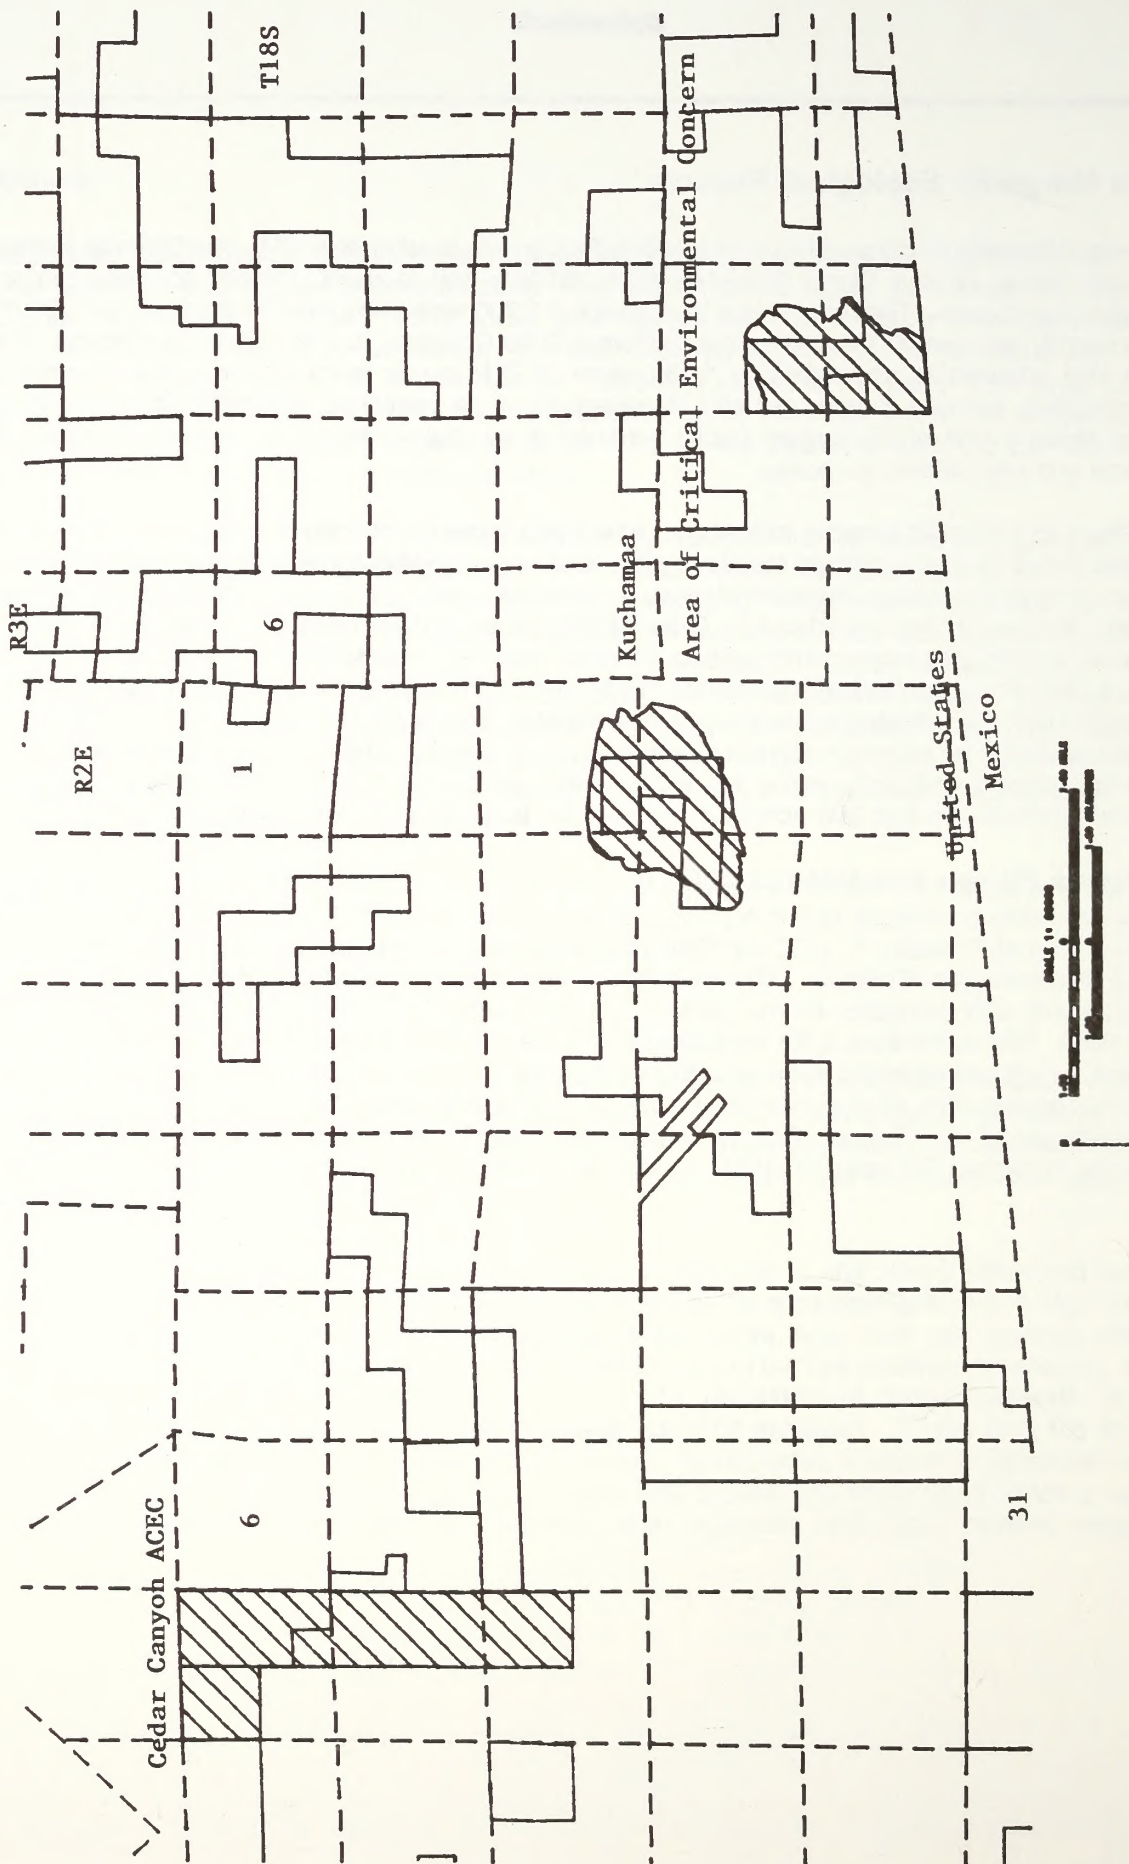 R3E
T18S
R2E
6
1
Kuchamaa
Area of Critical Environmental Concern
Cedar Canyon ACEC
6
31
United States
Mexico